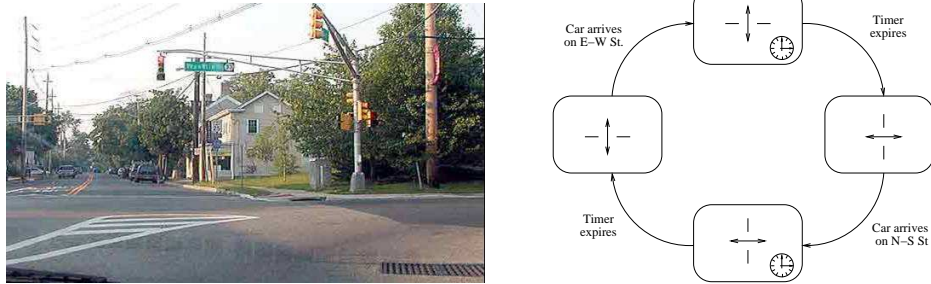 Car arrives
on E–W St.
Timer
expires
Timer
expires
Car arrives
on N–S St